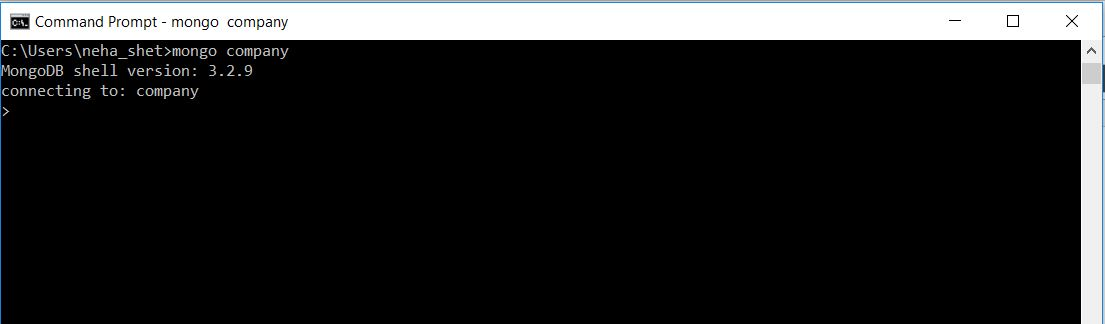 Command Prompt - mongo  company
C:\Users\neha_shet>mongo company
MongoDB shell version: 3.2.9
connecting to: company
>